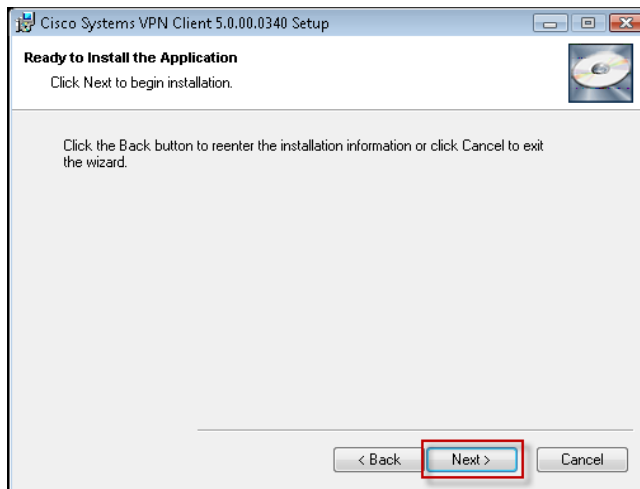 Cisco Systems VPN Client 5.0.00.0340 Setup
Ready to Install the Application
Click Next to begin installation.
Click the Back button to reenter the installation information or click Cancel to exit
the wizard.
< Back Next > Cancel